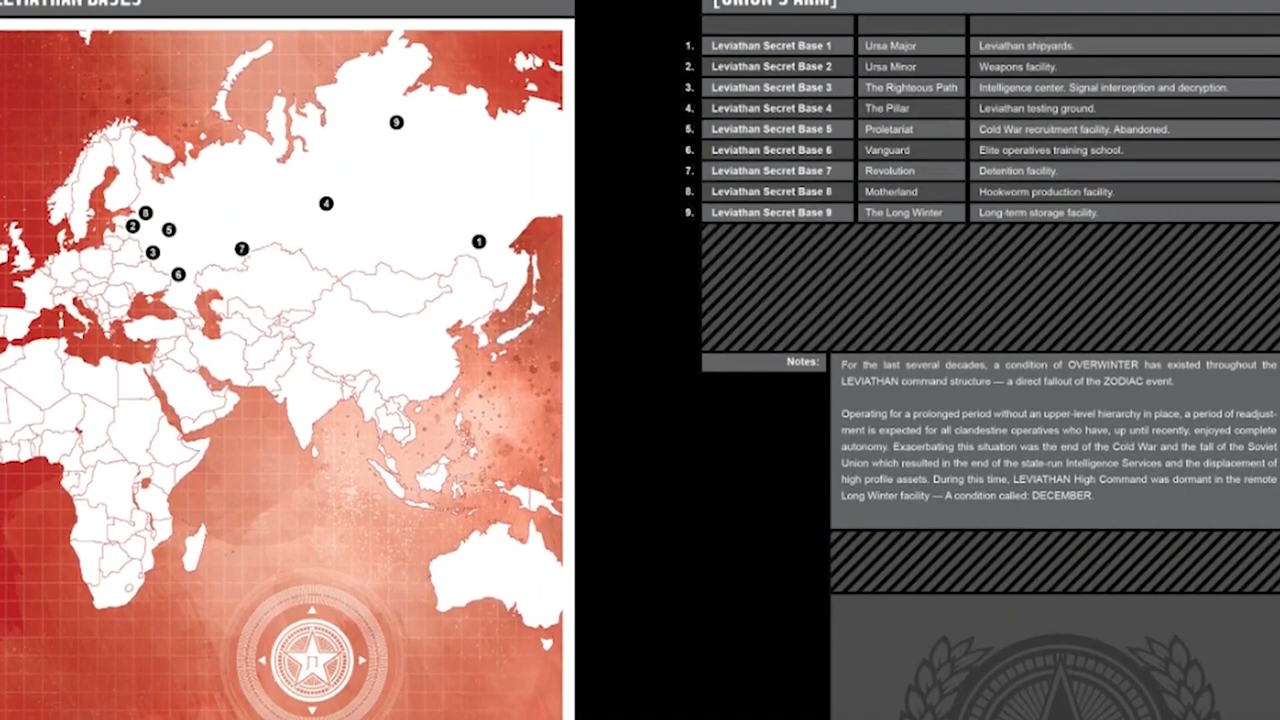 LEVIATHAN BASES
9
4
8
2
5
3
7
6
1
Л
[ORION'S ARM]
1. Leviathan Secret Base 1 Ursa Major Leviathan shipyards.
2. Leviathan Secret Base 2 Ursa Minor Weapons facility.
3. Leviathan Secret Base 3 The Righteous Path Intelligence center. Signal interception and decryption.
4. Leviathan Secret Base 4 The Pillar Leviathan testing ground.
5. Leviathan Secret Base 5 Proletariat Cold War recruitment facility. Abandoned.
6. Leviathan Secret Base 6 Vanguard Elite operatives training school.
7. Leviathan Secret Base 7 Revolution Detention facility.
8. Leviathan Secret Base 8 Motherland Hookworm production facility.
9. Leviathan Secret Base 9 The Long Winter Long-term storage facility.
Notes:
For the last several decades, a condition of OVERWINTER has existed throughout the
LEVIATHAN command structure — a direct fallout of the ZODIAC event.
Operating for a prolonged period without an upper-level hierarchy in place, a period of readjust-
ment is expected for all clandestine operatives who have, up until recently, enjoyed complete
autonomy. Exacerbating this situation was the end of the Cold War and the fall of the Soviet
Union which resulted in the end of the state-run Intelligence Services and the displacement of
high profile assets. During this time, LEVIATHAN High Command was dormant in the remote
Long Winter facility — A condition called: DECEMBER.